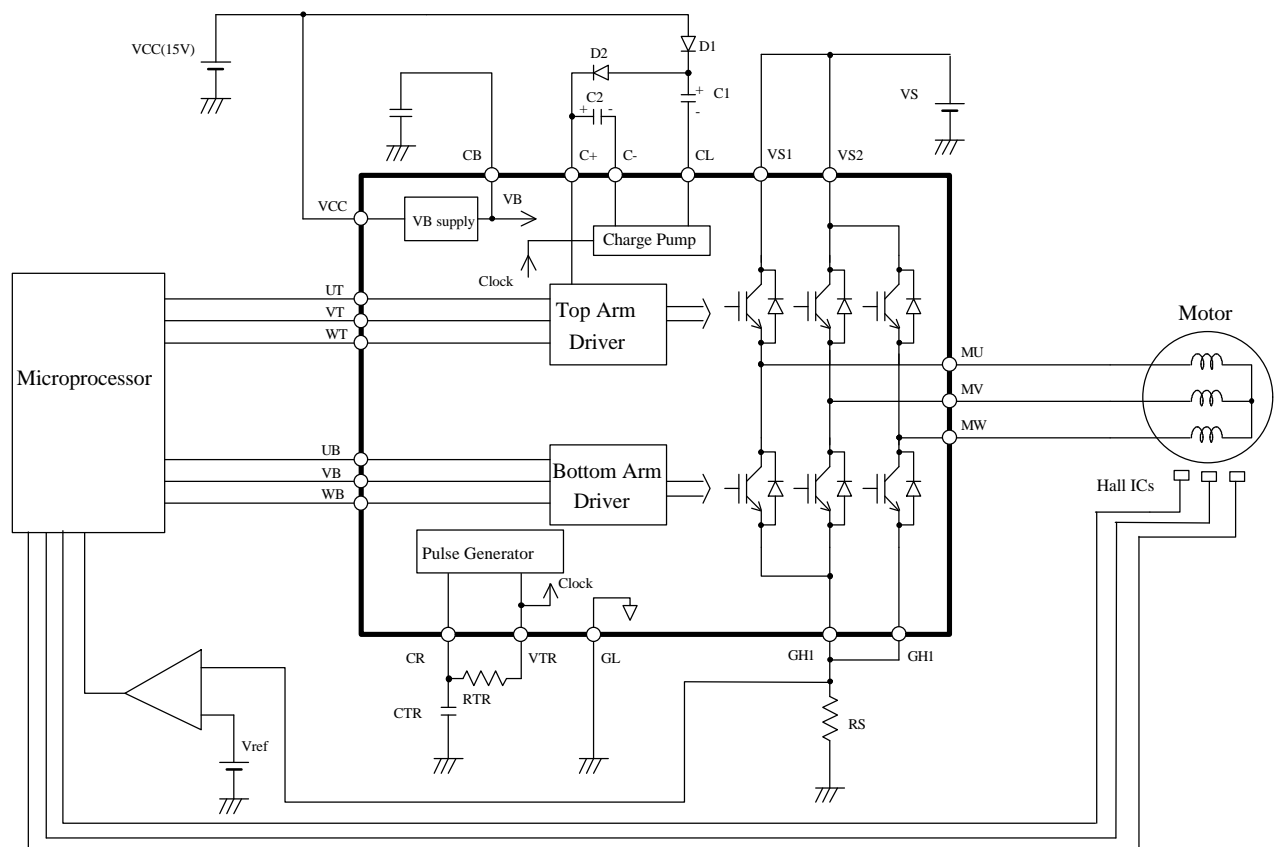 VCC(15V)
D1
D2
C2
+
-
+
-
C1
VS
CB
C+
C-
CL
VS1
VS2
VCC
VB supply
VB
Charge Pump
Clock
UT
VT
WT
Top Arm
Driver
Microprocessor
Motor
MU
MV
MW
UB
VB
WB
Bottom Arm
Driver
Hall ICs
Pulse Generator
Clock
CR
VTR
GL
GH1
GH1
RTR
CTR
RS
Vref